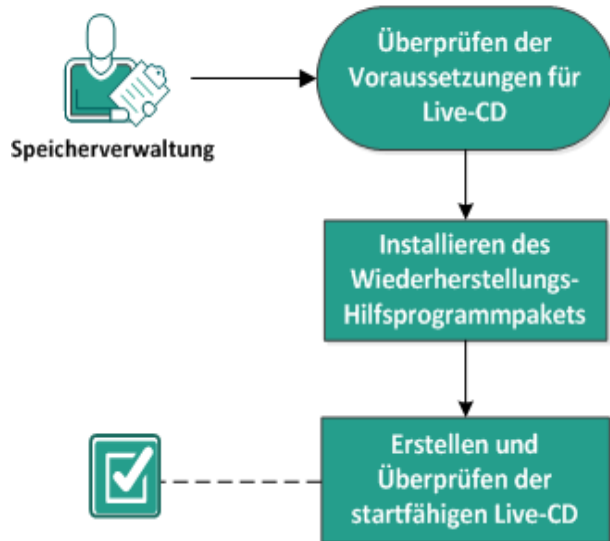 Überprüfen der
Voraussetzungen für
Live-CD
Speicherverwaltung
Installieren des
Wiederherstellungs-
Hilfsprogrammpakets
Erstellen und
Überprüfen der
startfähigen Live-CD